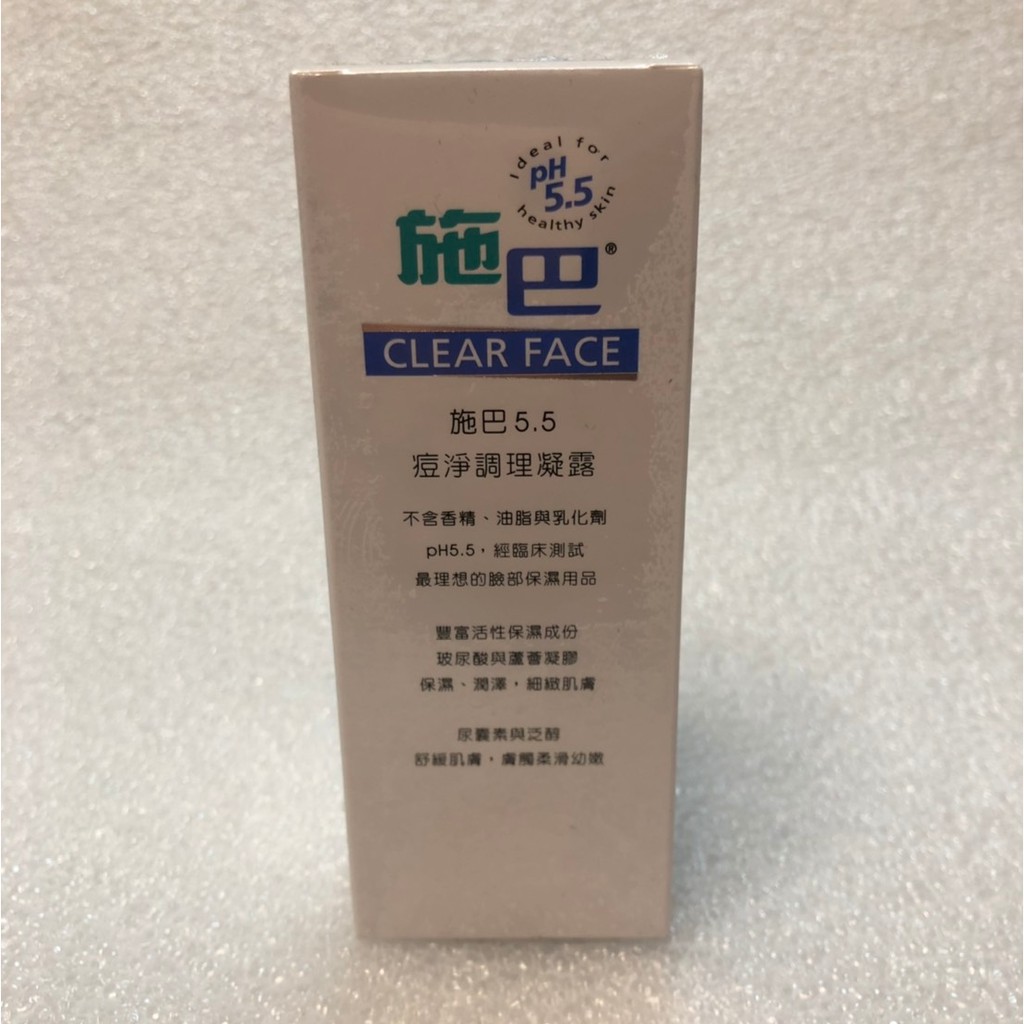 Ideal for
pH
5.5
healthy skin
施巴®
CLEAR FACE
施巴5.5
痘淨調理凝露
不含香精、油脂與乳化劑
pH5.5，經臨床測試
最理想的臉部保濕用品
豐富活性保濕成份
玻尿酸與蘆薈凝膠
保濕、潤澤，細緻肌膚
尿囊素與泛醇
舒緩肌膚，膚觸柔滑幼嫩